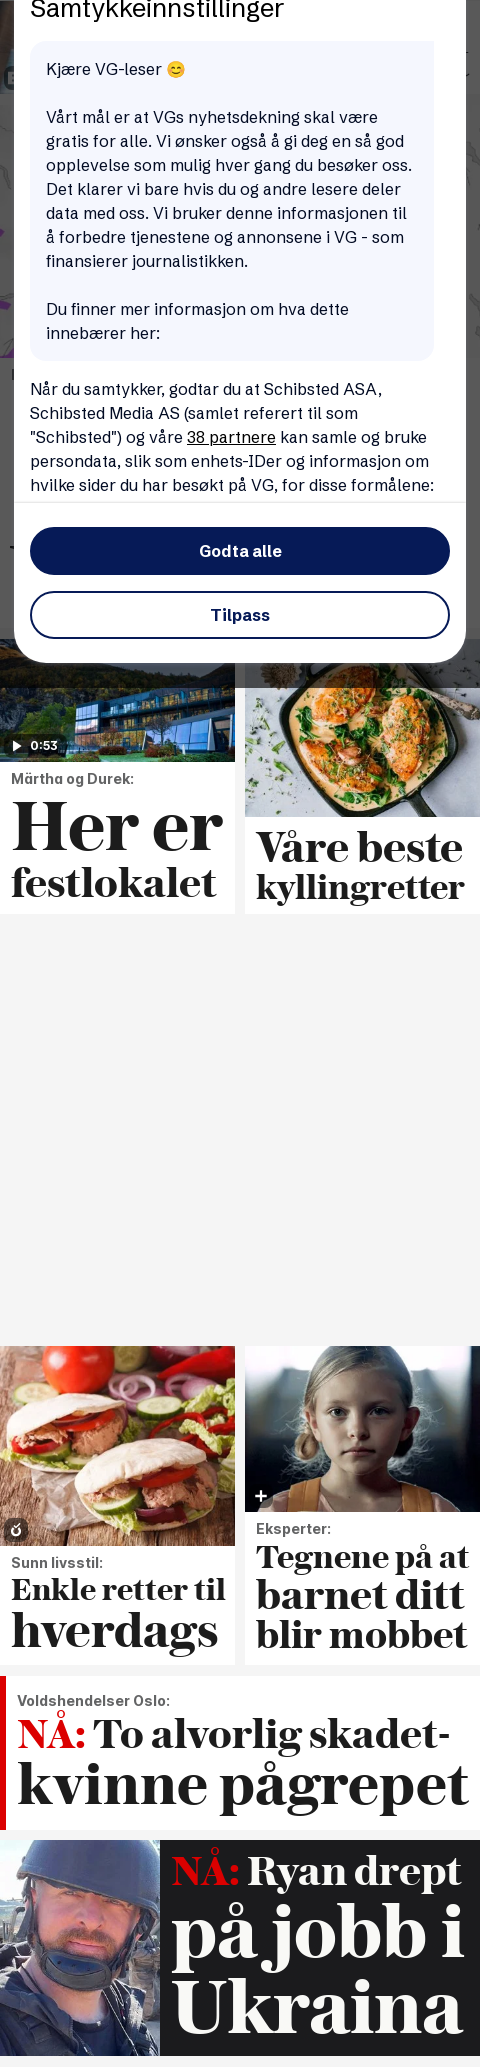 Samtykkeinnstillinger
Kjære VG-leser 😊
Vårt mål er at VGs nyhetsdekning skal være
gratis for alle. Vi ønsker også å gi deg en så god
opplevelse som mulig hver gang du besøker oss.
Det klarer vi bare hvis du og andre lesere deler
data med oss. Vi bruker denne informasjonen til
å forbedre tjenestene og annonsene i VG - som
finansierer journalistikken.
Du finner mer informasjon om hva dette
innebærer her:
Når du samtykker, godtar du at Schibsted ASA,
Schibsted Media AS (samlet referert til som
"Schibsted") og våre 38 partnere kan samle og bruke
persondata, slik som enhets-IDer og informasjon om
hvilke sider du har besøkt på VG, for disse formålene:
Godta alle
Tilpass
0:53
Märtha og Durek:
Her er
festlokalet
Våre beste
kyllingretter
Sunn livsstil:
Enkle retter til
hverdags
Eksperter:
Tegnene på at
barnet ditt
blir mobbet
Voldshendelser Oslo:
NÅ: To alvorlig skadet-
kvinne pågrepet
NÅ: Ryan drept
på jobb i
Ukraina